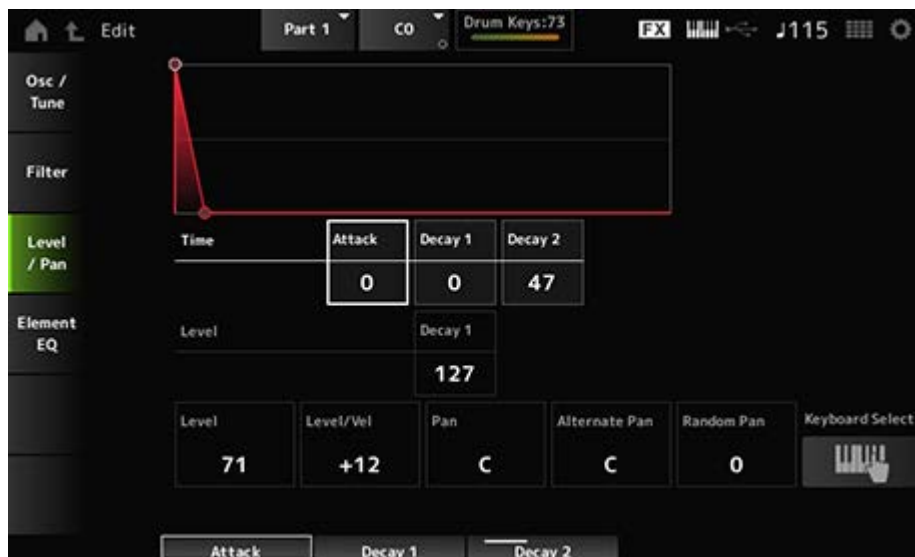 Edit Part 1 C0 Drum Keys:73 FX ♩115
Osc /
Tune
Filter
Level
/ Pan
Element
EQ
Time Attack Decay 1 Decay 2
0 0 47
Level Decay 1
127
Level Level/Vel Pan Alternate Pan Random Pan Keyboard Select
71 +12 C C 0
Attack Decay 1 Decay 2